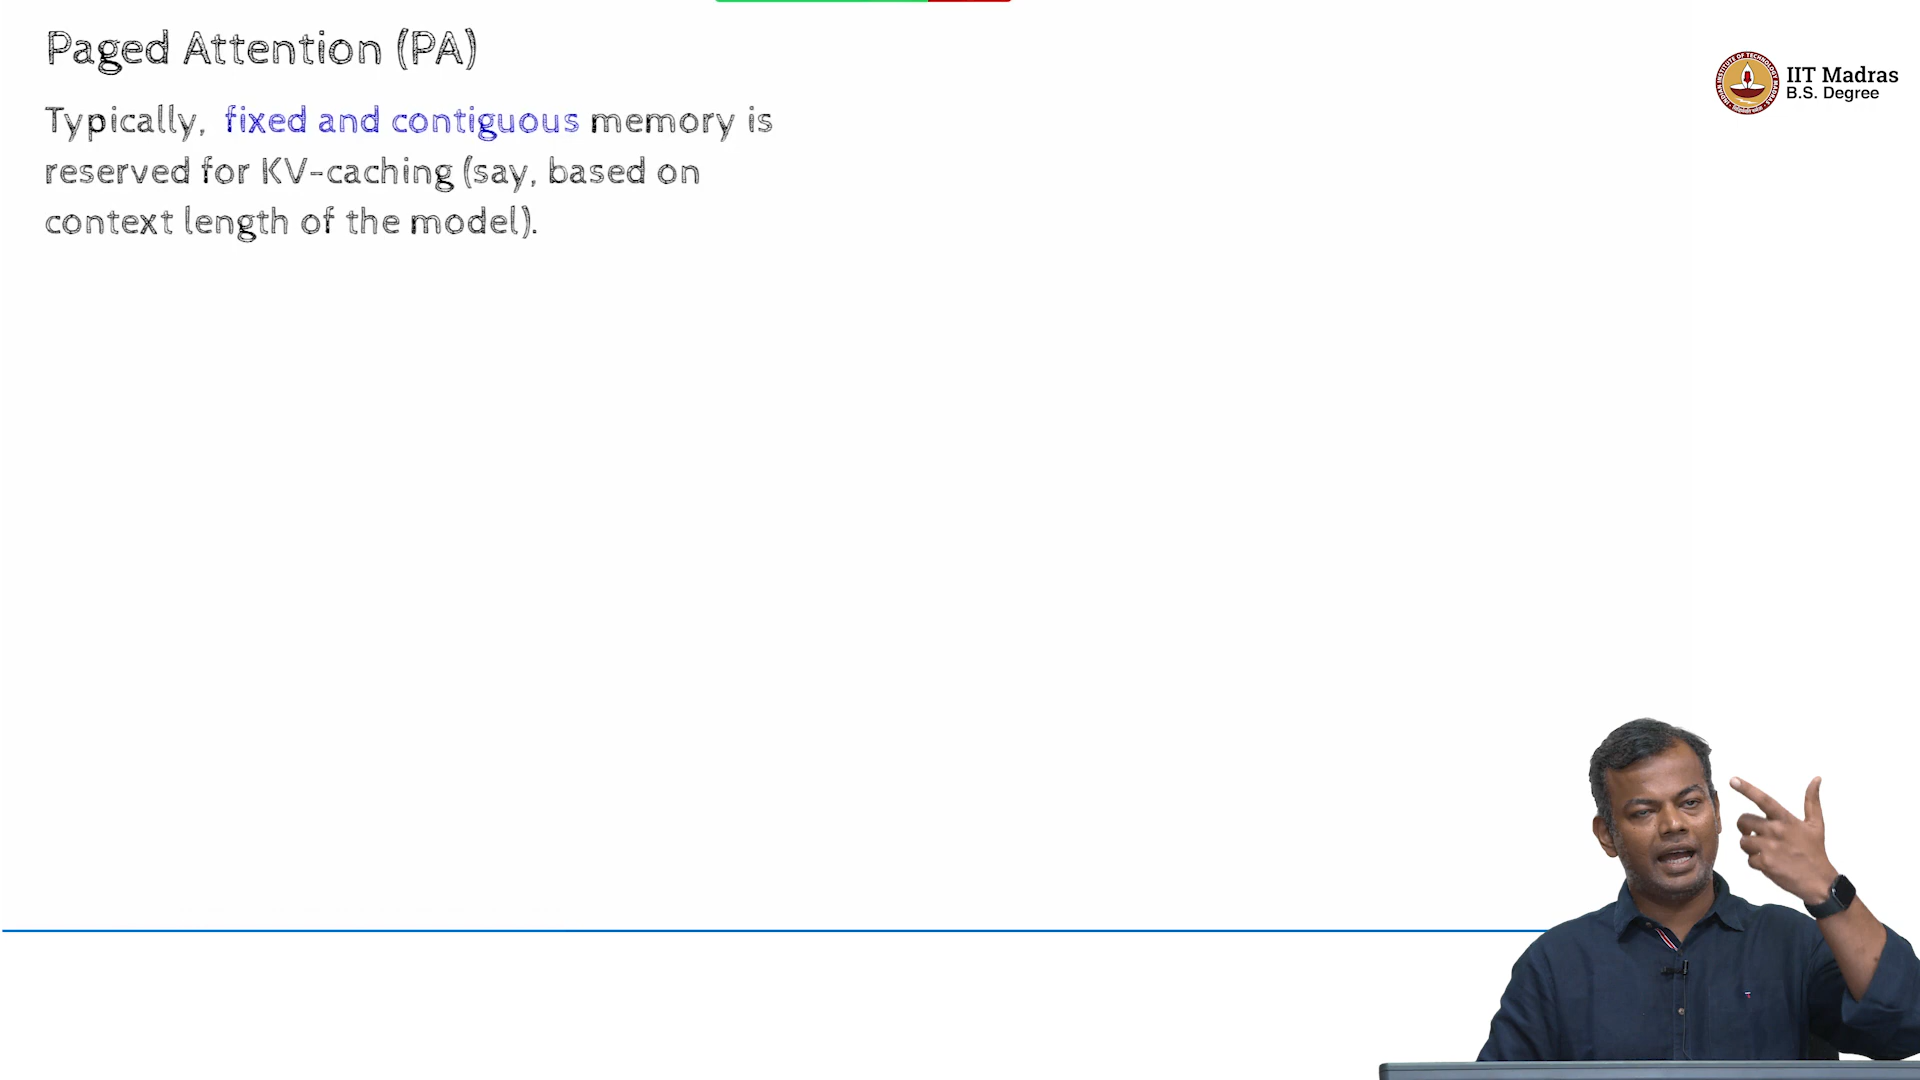 Paged Attention (PA)
IIT Madras
B.S. Degree
Typically, fixed and contiguous memory is
reserved for KV-caching (say, based on
context length of the model).